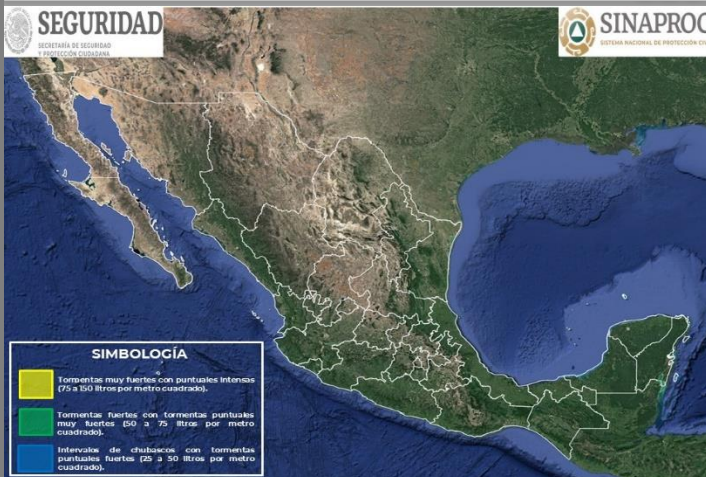 SEGURIDAD
SECRETARÍA DE SEGURIDAD
Y PROTECCIÓN CIUDADANA
SINAPROC
SISTEMA NACIONAL DE PROTECCIÓN CIV
SIMBOLOGÍA
Tormentas muy fuertes con puntuales intensas
(75 a 150 litros por metro cuadrado).
Tormentas fuertes con tormentas puntuales
muy fuertes (50 a 75 litros por metro
cuadrado).
Intervalos de chubascos con tormentas
puntuales fuertes (25 a 50 litros por metro
cuadrado).